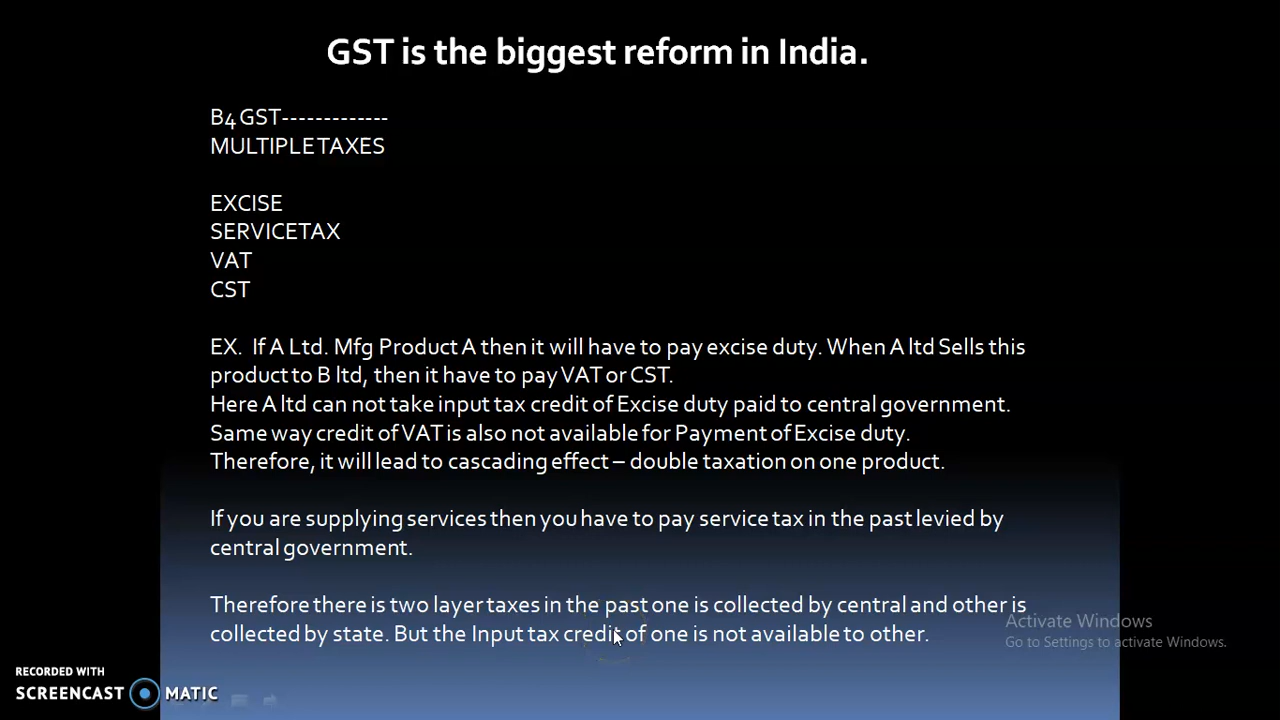 GST is the biggest reform in India.
B4 GST-------------
MULTIPLE TAXES
EXCISE
SERVICE TAX
VAT
CST
EX. If A Ltd. Mfg Product A then it will have to pay excise duty. When A ltd Sells this
product to B ltd, then it have to pay VAT or CST.
Here A ltd can not take input tax credit of Excise duty paid to central government.
Same way credit of VAT is also not available for Payment of Excise duty.
Therefore, it will lead to cascading effect – double taxation on one product.
If you are supplying services then you have to pay service tax in the past levied by
central government.
Therefore there is two layer taxes in the past one is collected by central and other is
collected by state. But the Input tax credit of one is not available to other.
Activate Windows
Go to Settings to activate Windows.
RECORDED WITH
SCREENCAST MATIC